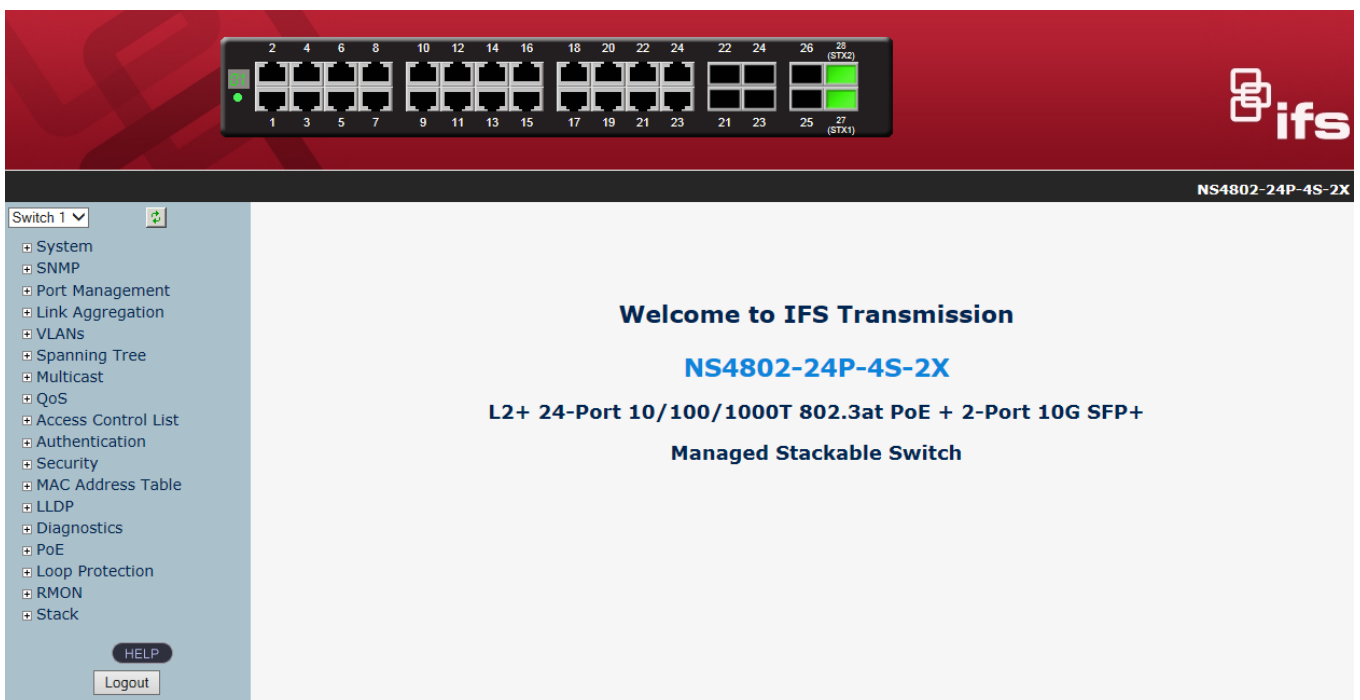 2 4 6 8 10 12 14 16 18 20 22 24 22 24 26 28
(STX2)
1 3 5 7 9 11 13 15 17 19 21 23 21 23 25 27
(STX1)
ifs
NS4802-24P-4S-2X
Switch 1
System
SNMP
Port Management
Link Aggregation
VLANs
Spanning Tree
Multicast
QoS
Access Control List
Authentication
Security
MAC Address Table
LLDP
Diagnostics
PoE
Loop Protection
RMON
Stack
HELP
Logout
Welcome to IFS Transmission
NS4802-24P-4S-2X
L2+ 24-Port 10/100/1000T 802.3at PoE + 2-Port 10G SFP+
Managed Stackable Switch